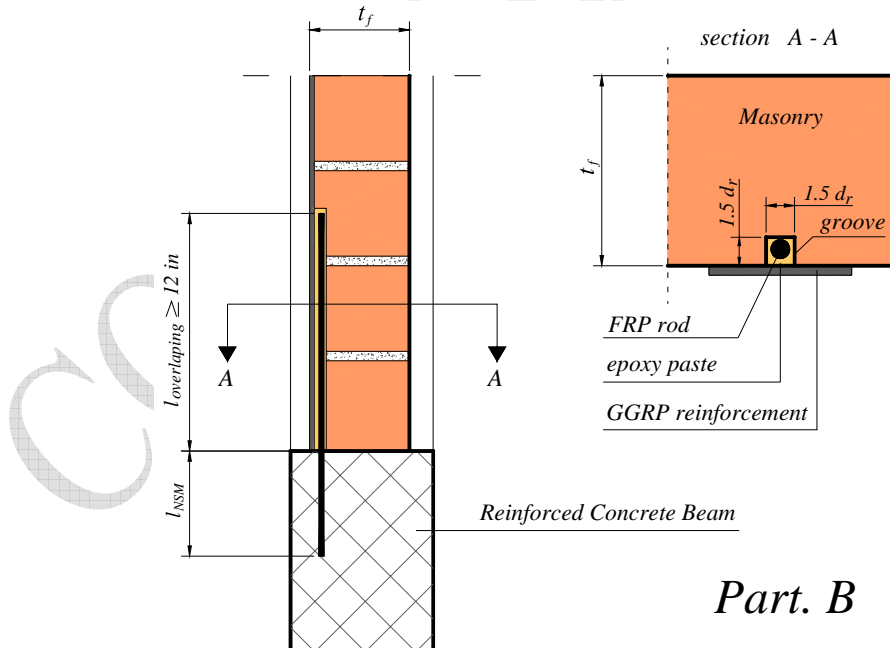 t_f
section A - A
Masonry
t_f
1.5 d_r
1.5 d_r
groove
l_overlaping ≥ 12 in
A
A
FRP rod
epoxy paste
GGRP reinforcement
l_NSM
Reinforced Concrete Beam
Part. B